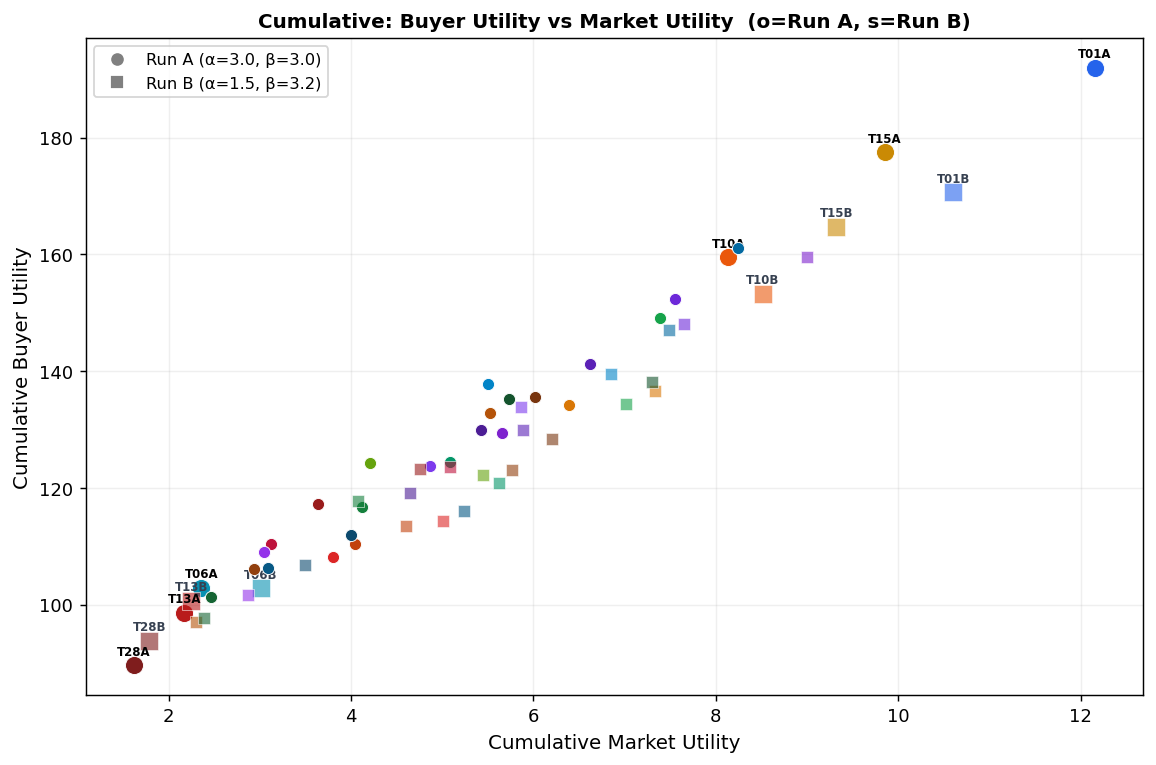 Cumulative: Buyer Utility vs Market Utility  (o=Run A, s=Run B)
Run A (α=3.0, β=3.0)
Run B (α=1.5, β=3.2)
T01A
T15A
T01B
T15B
T10A
T10B
T06A
T06B
T13B
T13A
T28B
T28A
180
160
140
120
100
Cumulative Buyer Utility
2
4
6
8
10
12
Cumulative Market Utility